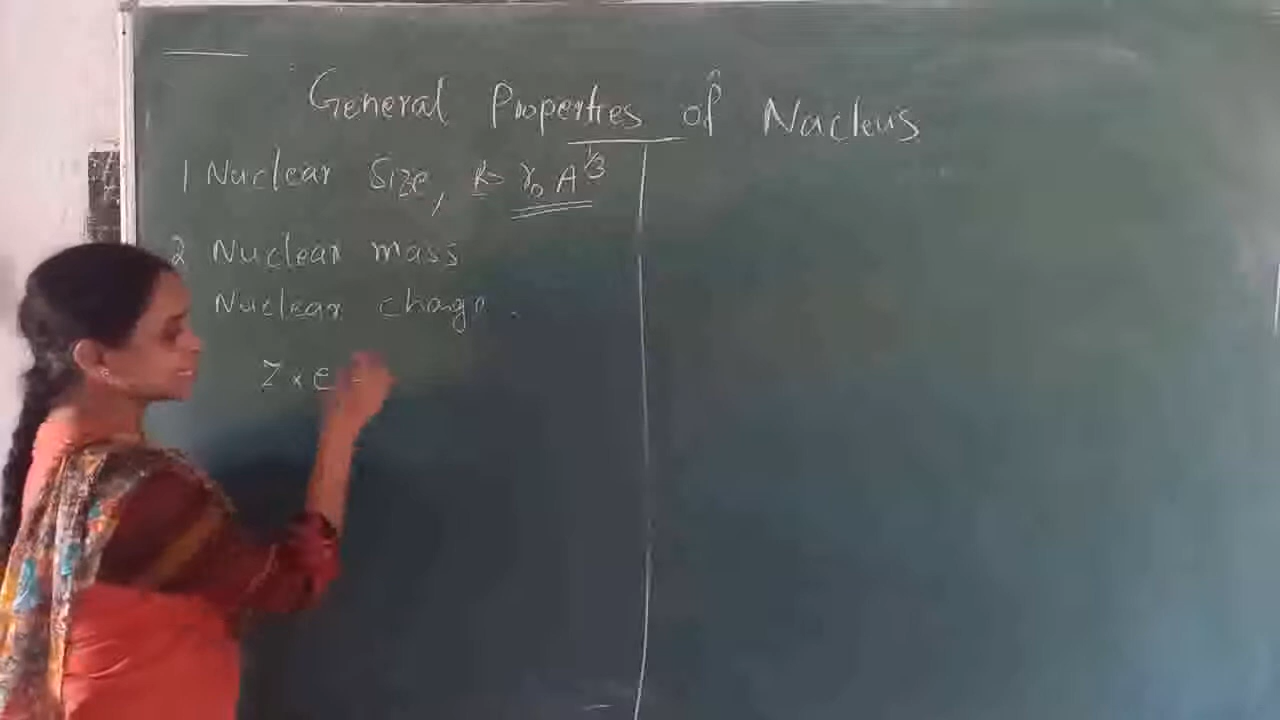 General Properties of Nucleus
1 Nuclear Size, R = r₀ A^1/3
2 Nuclear mass
Nuclear charge.
Z × e